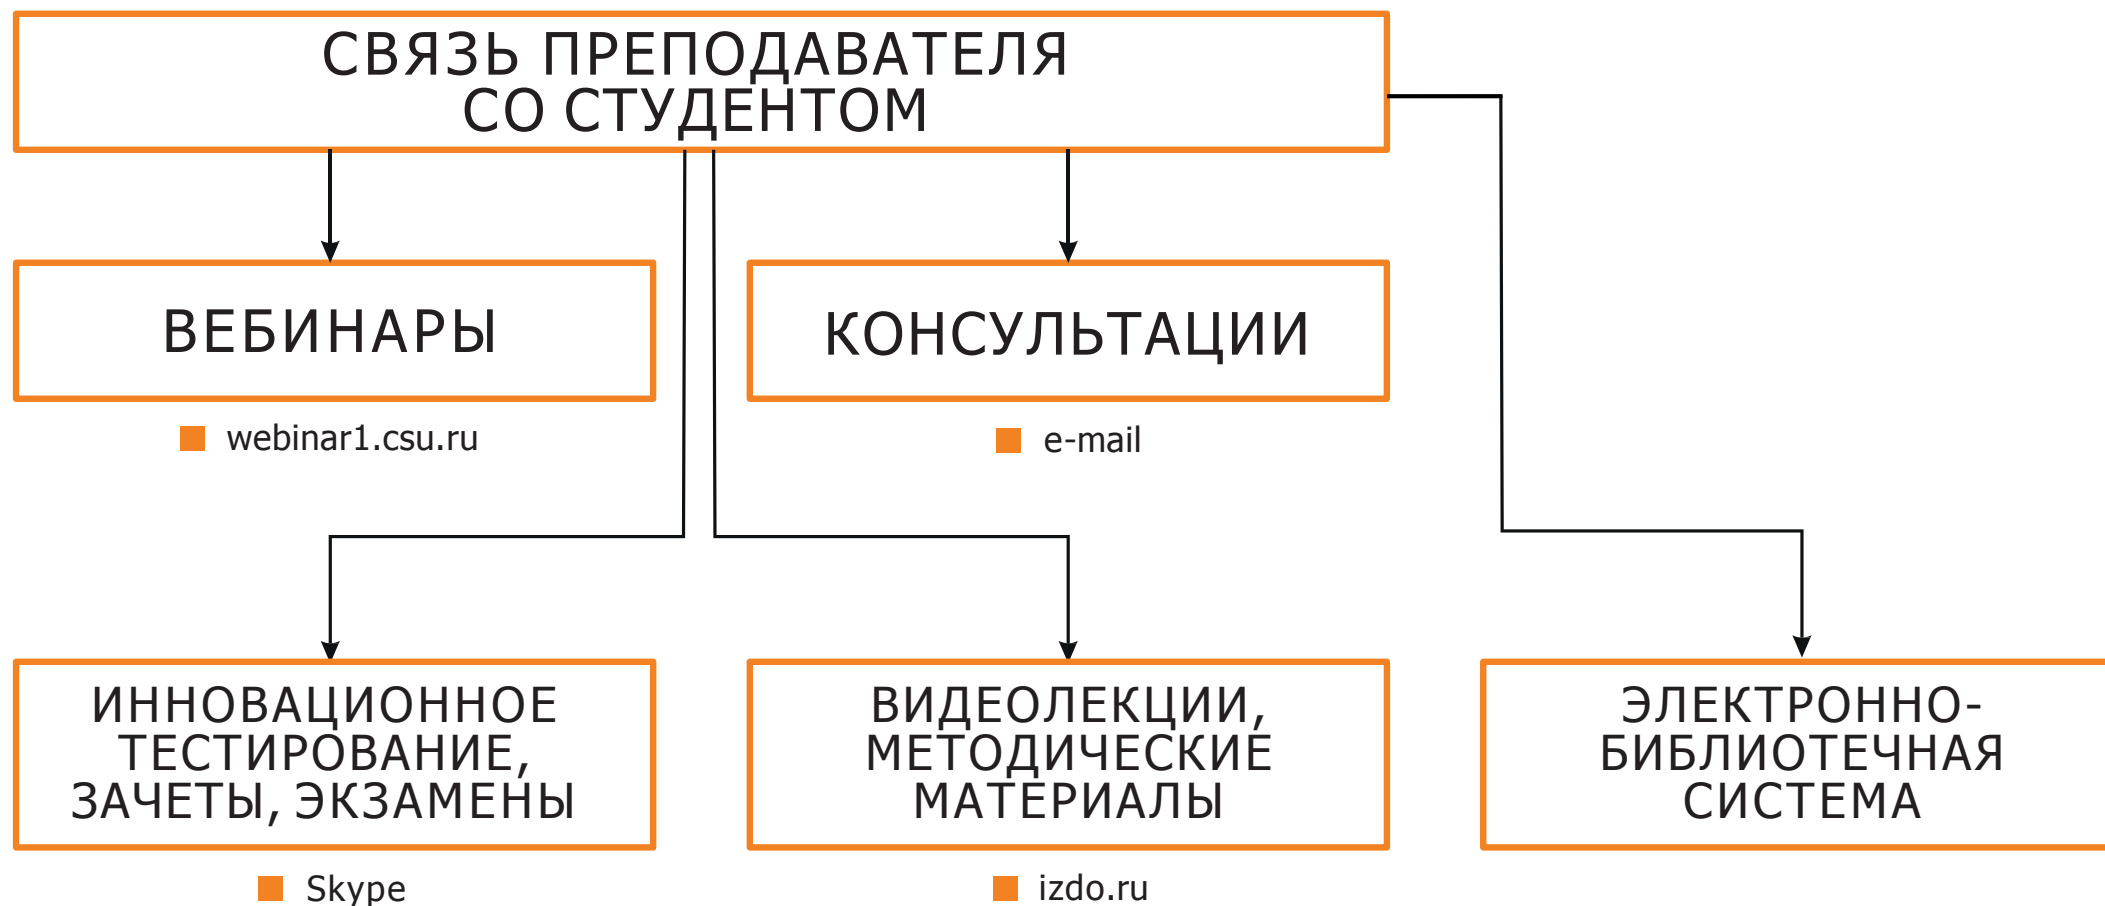 СВЯЗЬ ПРЕПОДАВАТЕЛЯ
СО СТУДЕНТОМ
ВЕБИНАРЫ
webinar1.csu.ru
КОНСУЛЬТАЦИИ
e-mail
ИННОВАЦИОННОЕ
ТЕСТИРОВАНИЕ,
ЗАЧЕТЫ, ЭКЗАМЕНЫ
Skype
ВИДЕОЛЕКЦИИ,
МЕТОДИЧЕСКИЕ
МАТЕРИАЛЫ
izdo.ru
ЭЛЕКТРОННО-
БИБЛИОТЕЧНАЯ
СИСТЕМА